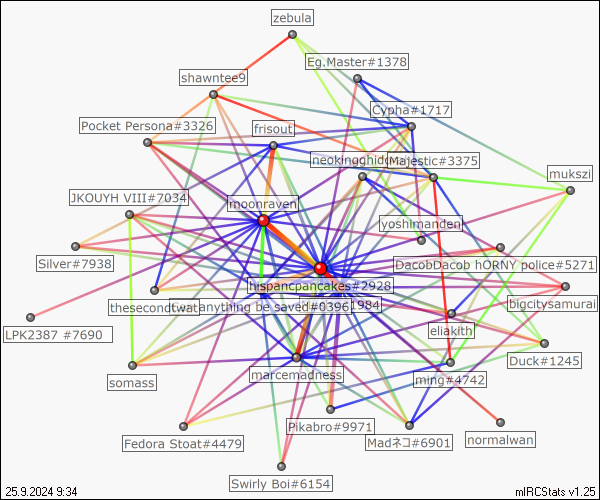 zebula
Eg.Master#1378
shawntee9
Cypha#1717
Pocket Persona#3326
frisout
neokingghid
Majestic#3375
mukszi
JKOUYH VIII#7034
moonraven
yoshimanden
Silver#7938
DacobDacob hORNY police#5271
hispancpancakes#2928
thesecondtwat
anything be saved#0396
1984
bigcitysamurai
eliakith
LPK2387 #7690
Duck#1245
marcemadness
somass
ming#4742
Pikabro#9971
Fedora Stoat#4479
Madネコ#6901
normalwan
Swirly Boi#6154
25.9.2024 9:34
mIRCStats v1.25